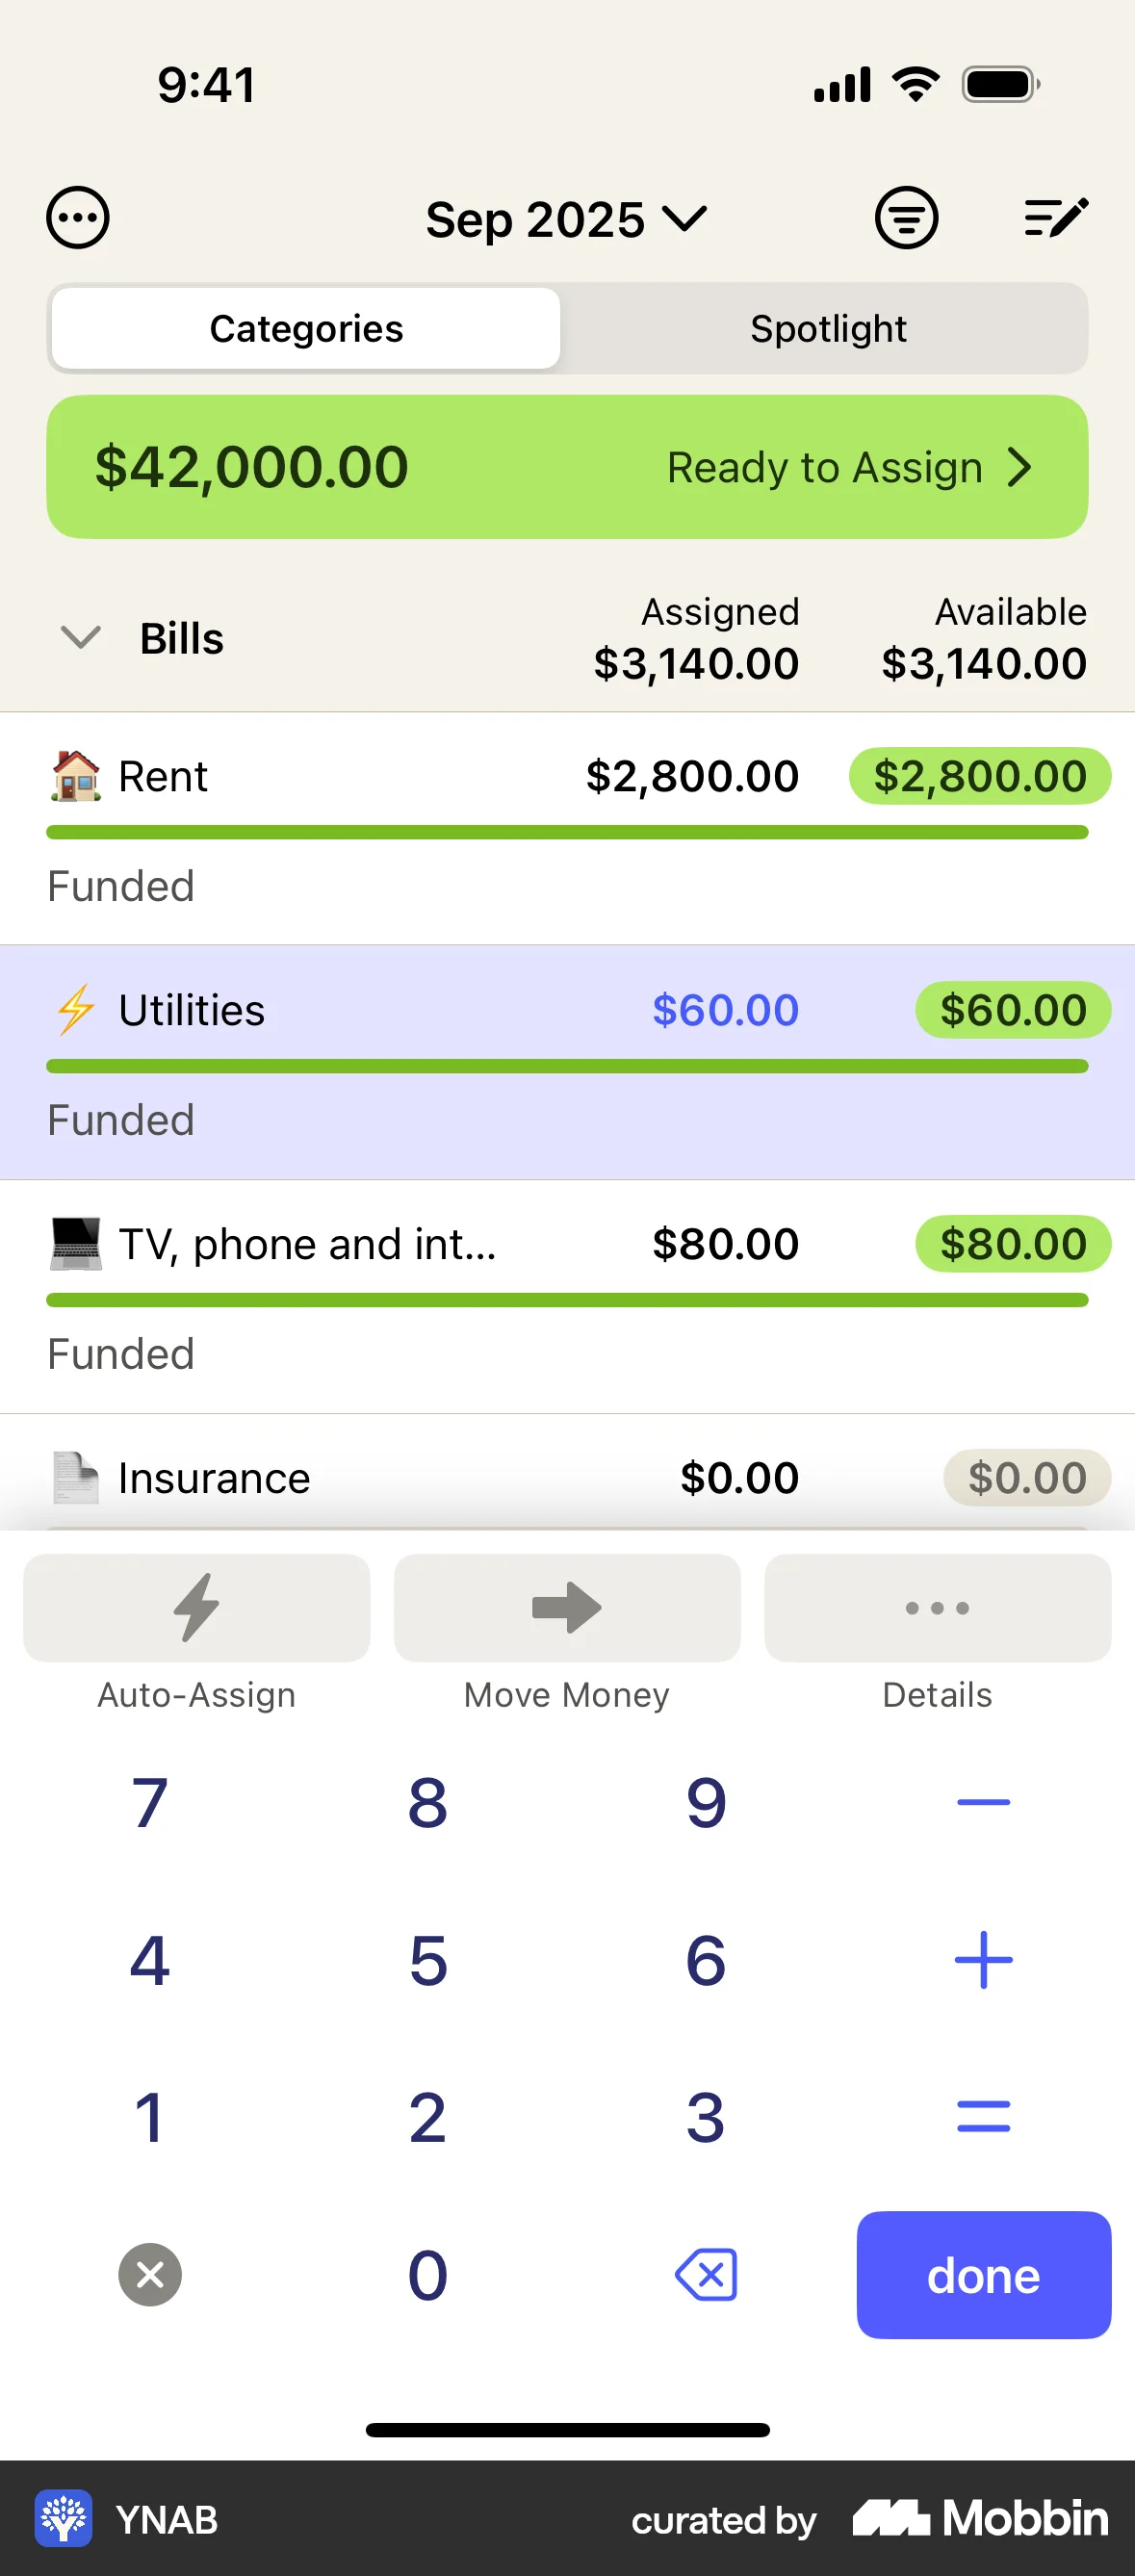 9:41
Sep 2025
Categories Spotlight
$42,000.00 Ready to Assign
Bills Assigned Available
$3,140.00 $3,140.00
Rent $2,800.00 $2,800.00
Funded
Utilities $60.00 $60.00
Funded
TV, phone and int... $80.00 $80.00
Funded
Insurance $0.00 $0.00
Auto-Assign Move Money Details
7 8 9 −
4 5 6 +
1 2 3 =
0 done
YNAB curated by Mobbin